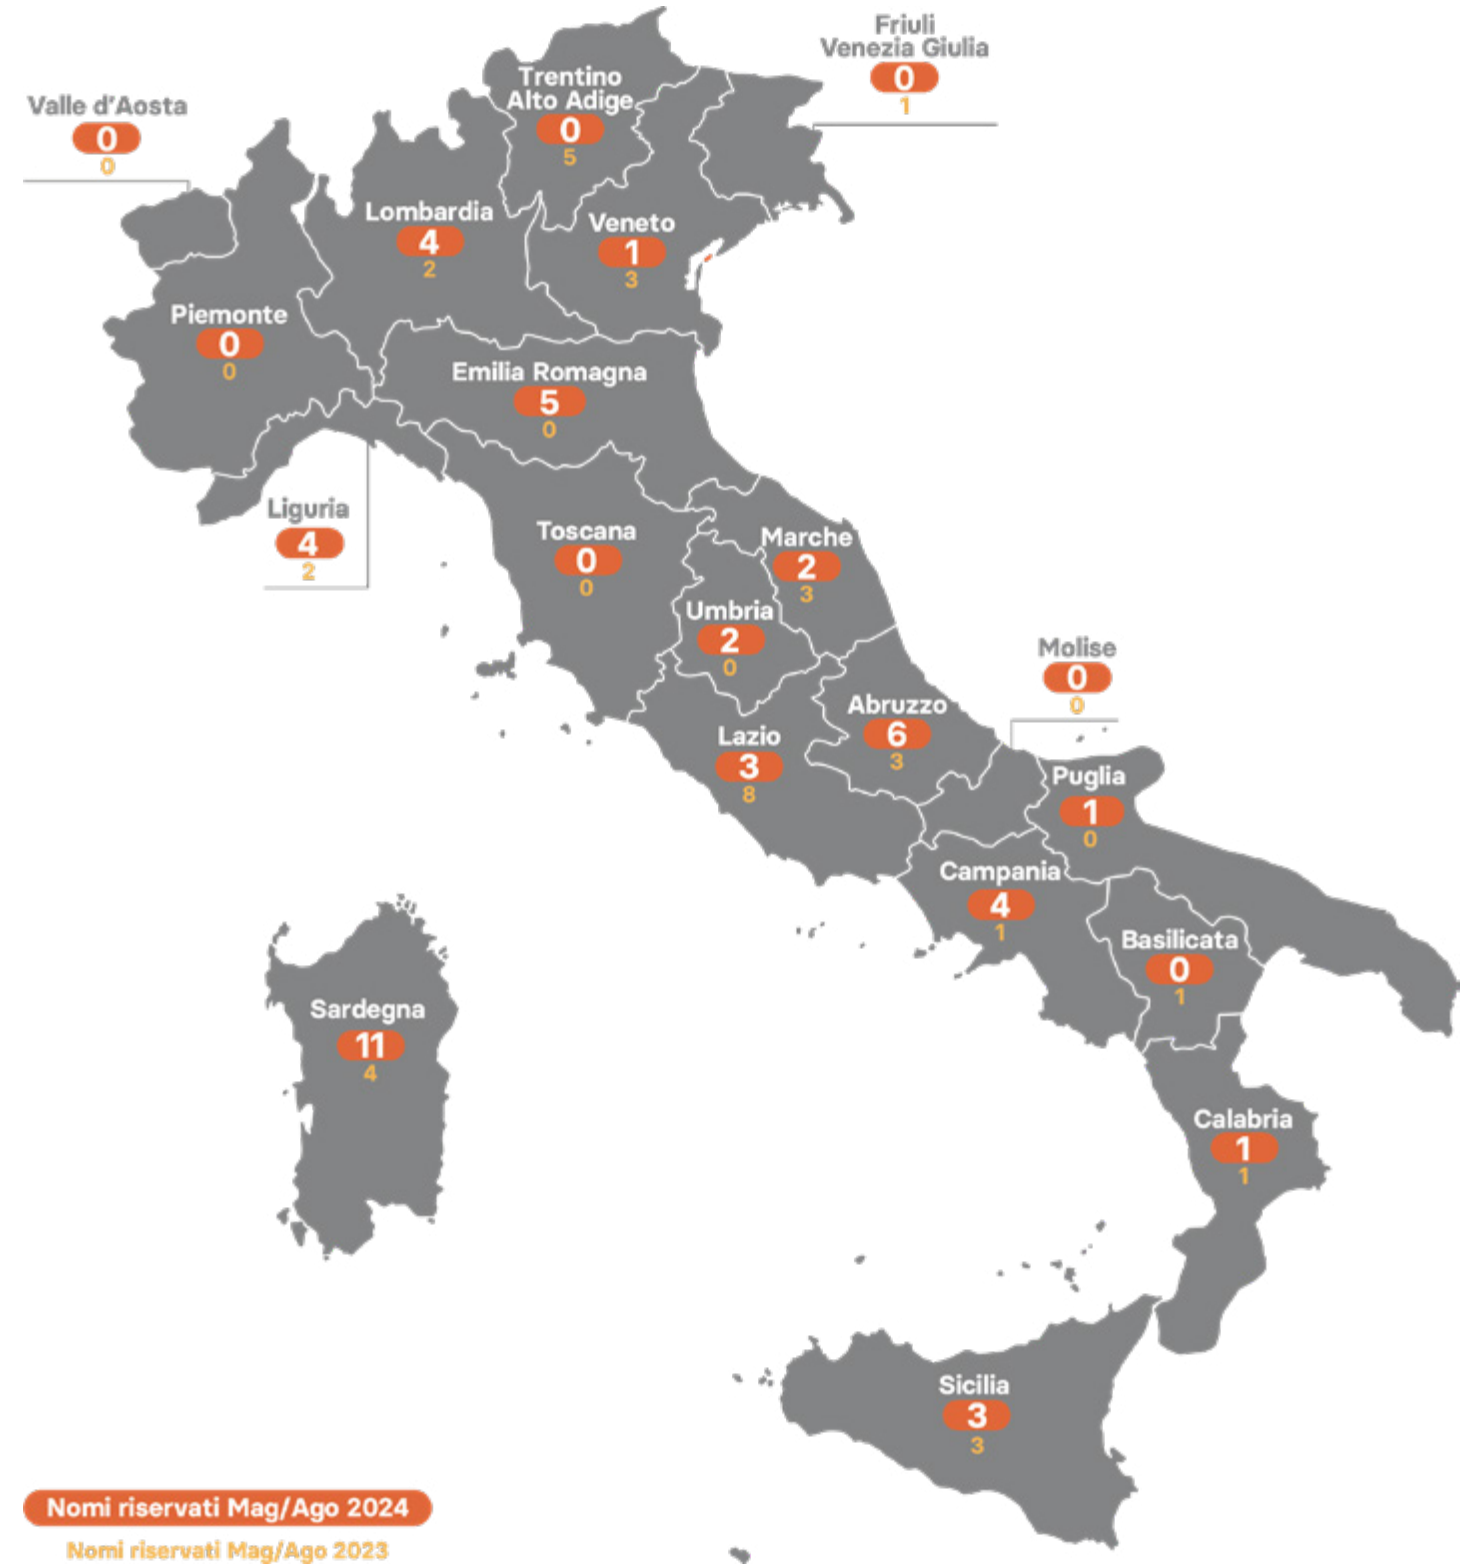 Friuli
Venezia Giulia
0
1
Trentino
Alto Adige
0
5
Valle d'Aosta
0
0
Lombardia
4
2
Veneto
1
3
Piemonte
0
0
Emilia Romagna
5
0
Liguria
4
2
Toscana
0
0
Marche
2
3
Umbria
2
0
Molise
0
0
Abruzzo
6
3
Lazio
3
8
Puglia
1
0
Campania
4
1
Basilicata
0
1
Sardegna
11
4
Calabria
1
1
Sicilia
3
3
Nomi riservati Mag/Ago 2024
Nomi riservati Mag/Ago 2023